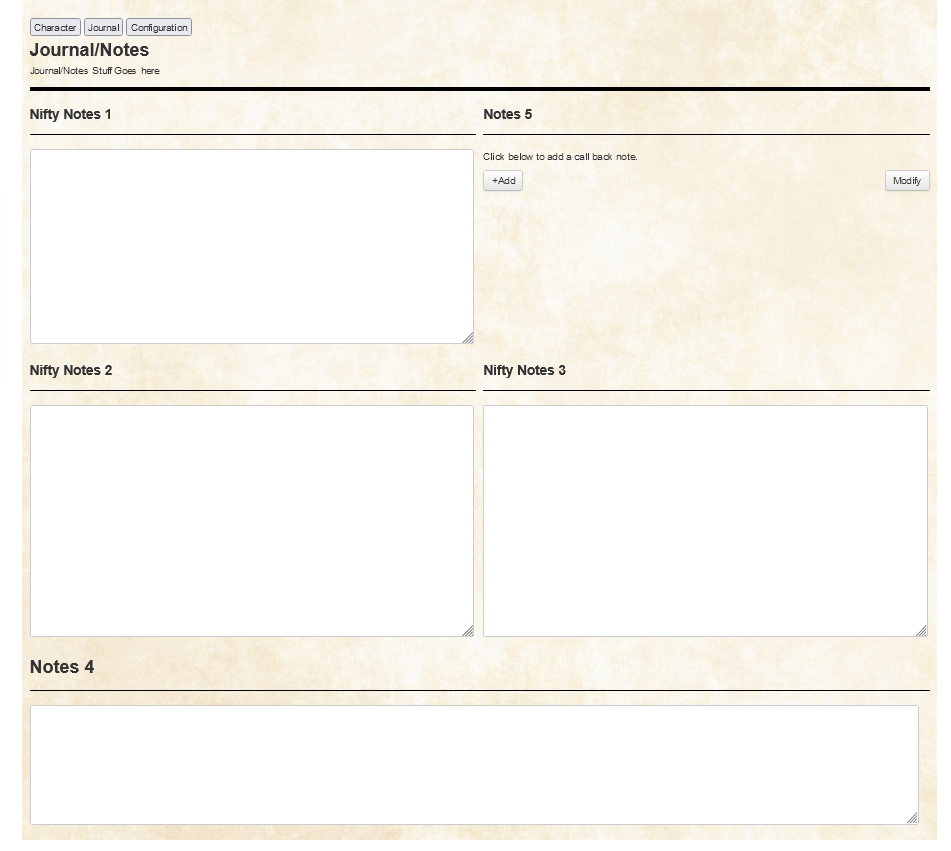 Character Journal Configuration
Journal/Notes
Journal/Notes Stuff Goes here
Nifty Notes 1
Notes 5
Click below to add a call back note.
+Add Modify
Nifty Notes 2
Nifty Notes 3
Notes 4